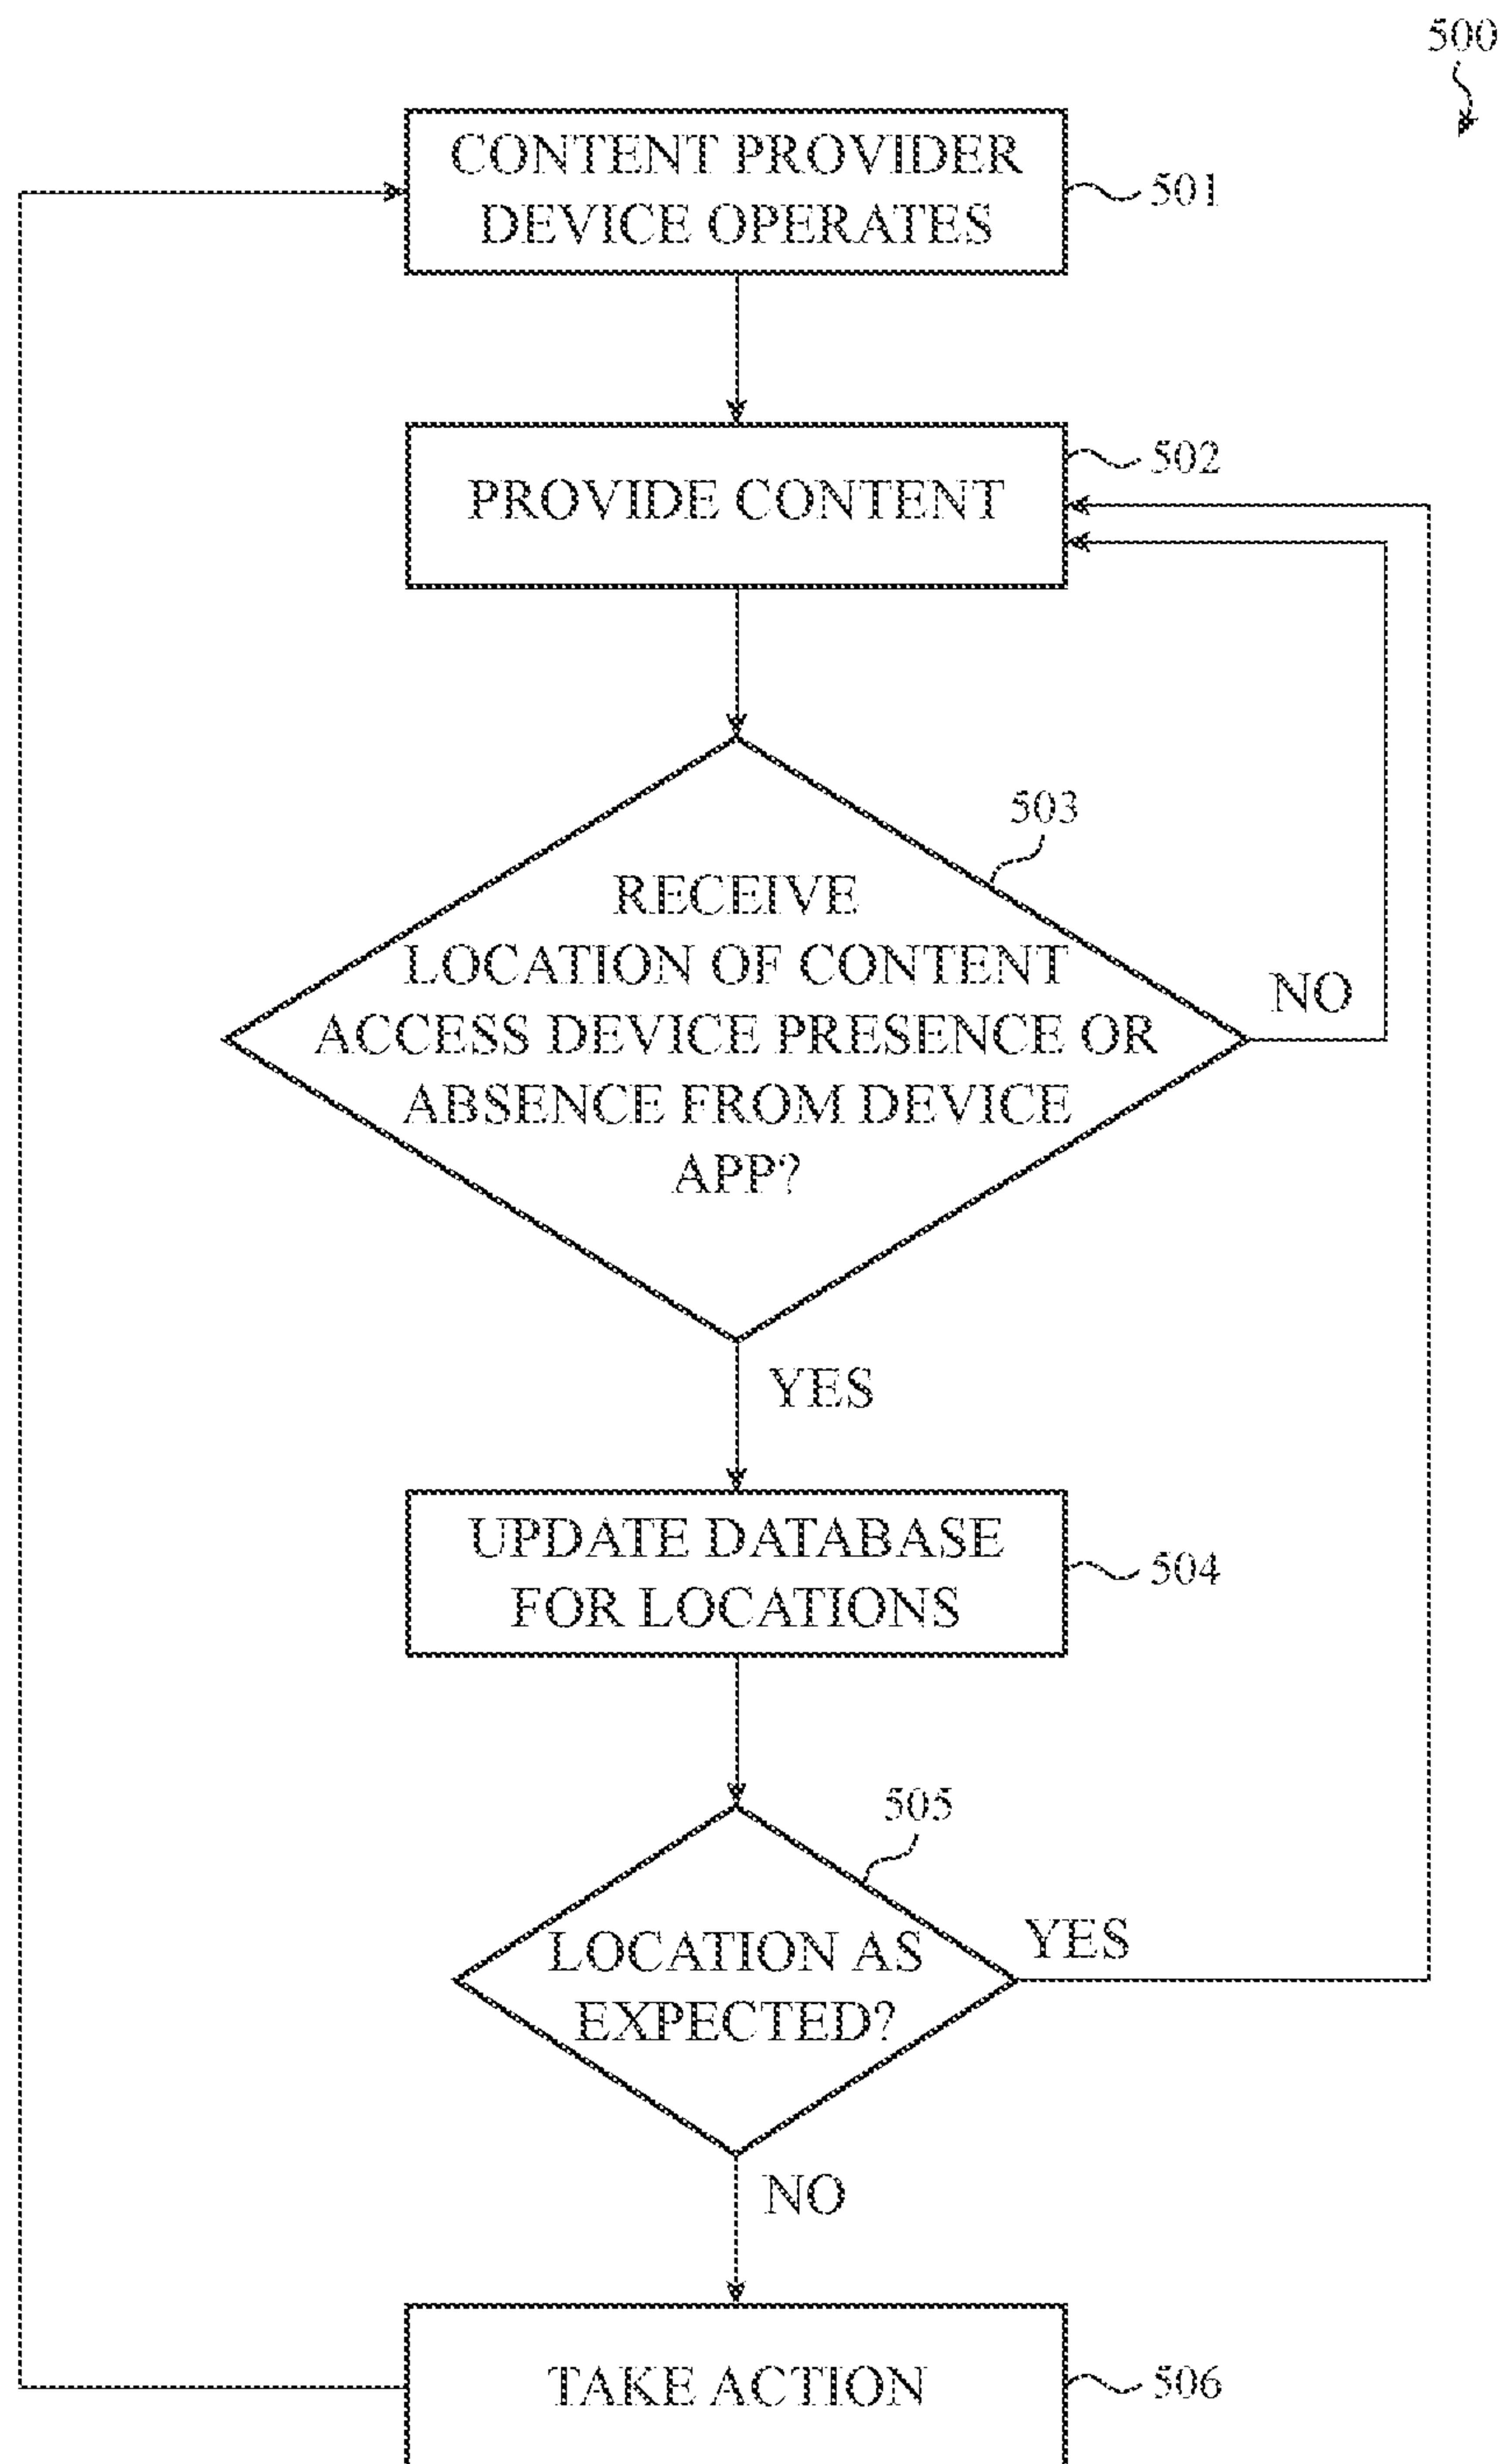 500
CONTENT PROVIDER
DEVICE OPERATES
501
502
PROVIDE CONTENT
503
RECEIVE
LOCATION OF CONTENT
ACCESS DEVICE PRESENCE OR
ABSENCE FROM DEVICE
APP?
NO
YES
UPDATE DATABASE
FOR LOCATIONS
504
505
LOCATION AS
EXPECTED?
YES
NO
TAKE ACTION
506